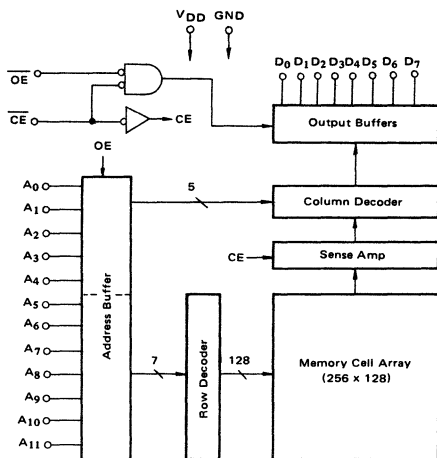 V_DD GND
OE
CE
CE
D0 D1 D2 D3 D4 D5 D6 D7
Output Buffers
OE
5
Column Decoder
CE
Sense Amp
A0
A1
A2
A3
A4
A5
A6
A7
A8
A9
A10
A11
Address Buffer
7
Row Decoder
128
Memory Cell Array
(256 x 128)